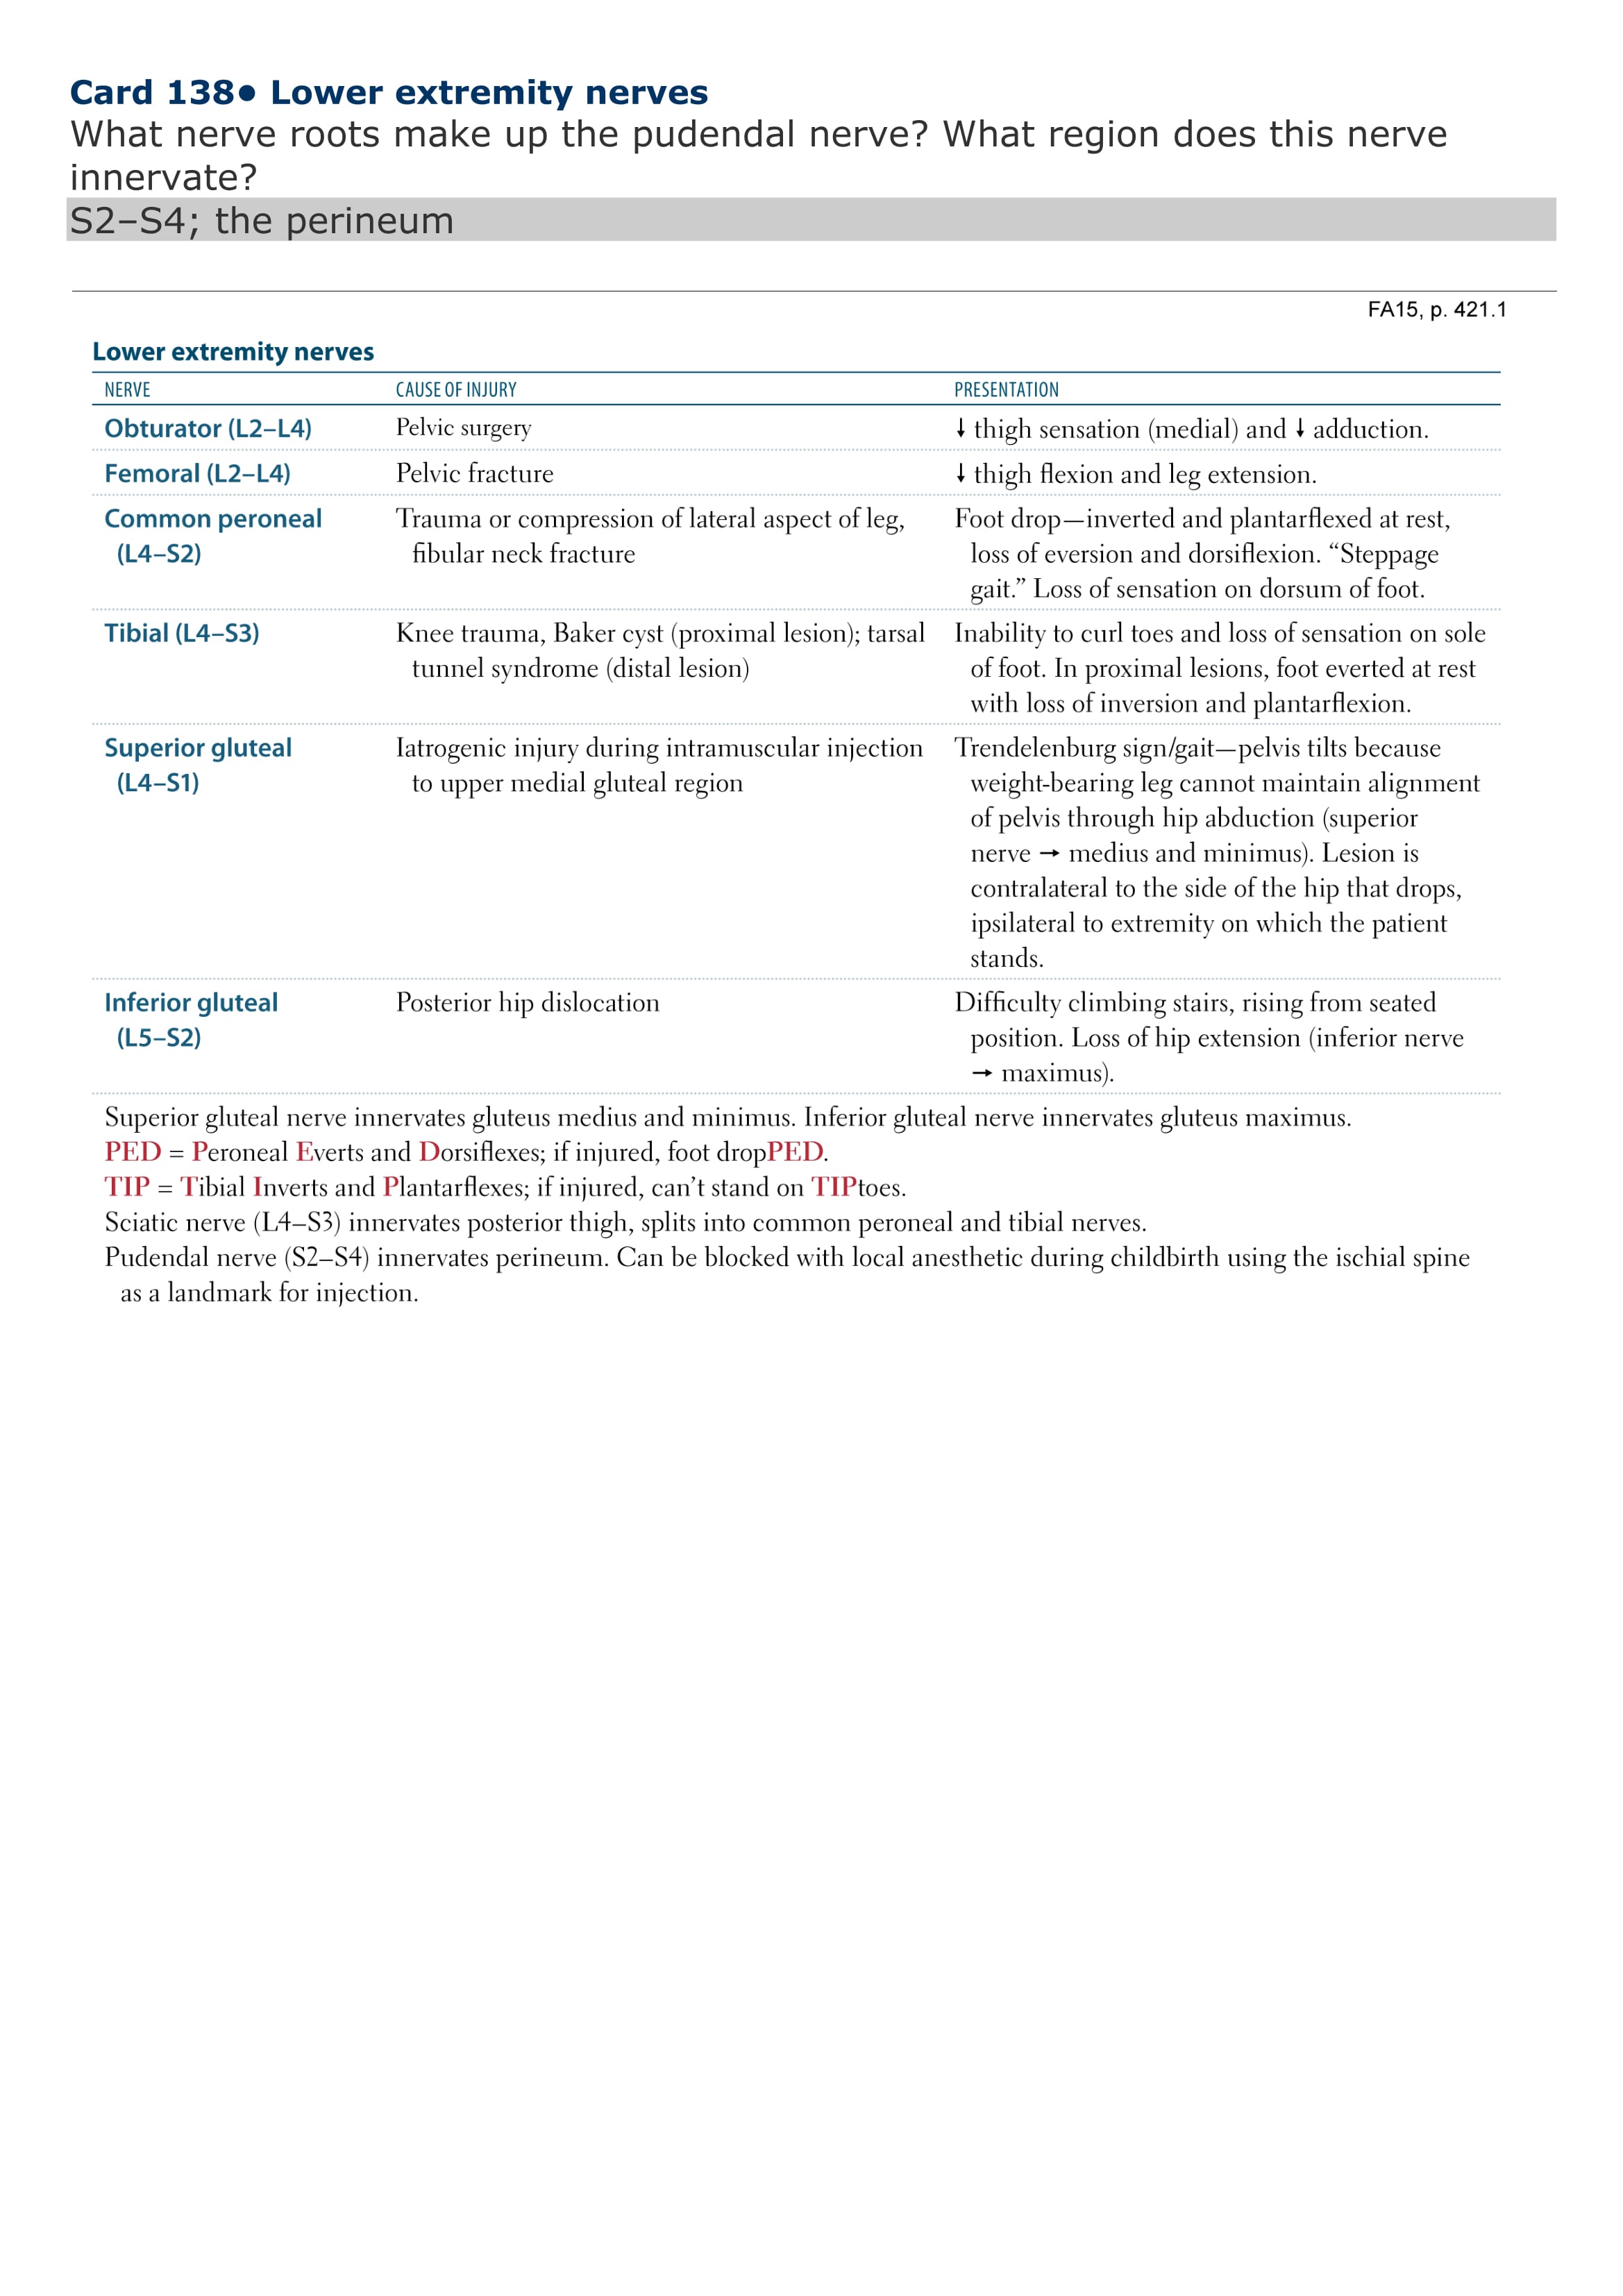 Card 138● Lower extremity nerves
What nerve roots make up the pudendal nerve? What region does this nerve
innervate?
S2–S4; the perineum
FA15, p. 421.1
Lower extremity nerves
NERVE CAUSE OF INJURY PRESENTATION
Obturator (L2–L4) Pelvic surgery ↓ thigh sensation (medial) and ↓ adduction.
Femoral (L2–L4) Pelvic fracture ↓ thigh flexion and leg extension.
Common peroneal Trauma or compression of lateral aspect of leg, Foot drop—inverted and plantarflexed at rest,
(L4–S2) fibular neck fracture loss of eversion and dorsiflexion. “Steppage
gait.” Loss of sensation on dorsum of foot.
Tibial (L4–S3) Knee trauma, Baker cyst (proximal lesion); tarsal Inability to curl toes and loss of sensation on sole
tunnel syndrome (distal lesion) of foot. In proximal lesions, foot everted at rest
with loss of inversion and plantarflexion.
Superior gluteal Iatrogenic injury during intramuscular injection Trendelenburg sign/gait—pelvis tilts because
(L4–S1) to upper medial gluteal region weight-bearing leg cannot maintain alignment
of pelvis through hip abduction (superior
nerve → medius and minimus). Lesion is
contralateral to the side of the hip that drops,
ipsilateral to extremity on which the patient
stands.
Inferior gluteal Posterior hip dislocation Difficulty climbing stairs, rising from seated
(L5–S2) position. Loss of hip extension (inferior nerve
→ maximus).
Superior gluteal nerve innervates gluteus medius and minimus. Inferior gluteal nerve innervates gluteus maximus.
PED = Peroneal Everts and Dorsiflexes; if injured, foot dropPED.
TIP = Tibial Inverts and Plantarflexes; if injured, can’t stand on TIPtoes.
Sciatic nerve (L4–S3) innervates posterior thigh, splits into common peroneal and tibial nerves.
Pudendal nerve (S2–S4) innervates perineum. Can be blocked with local anesthetic during childbirth using the ischial spine
as a landmark for injection.